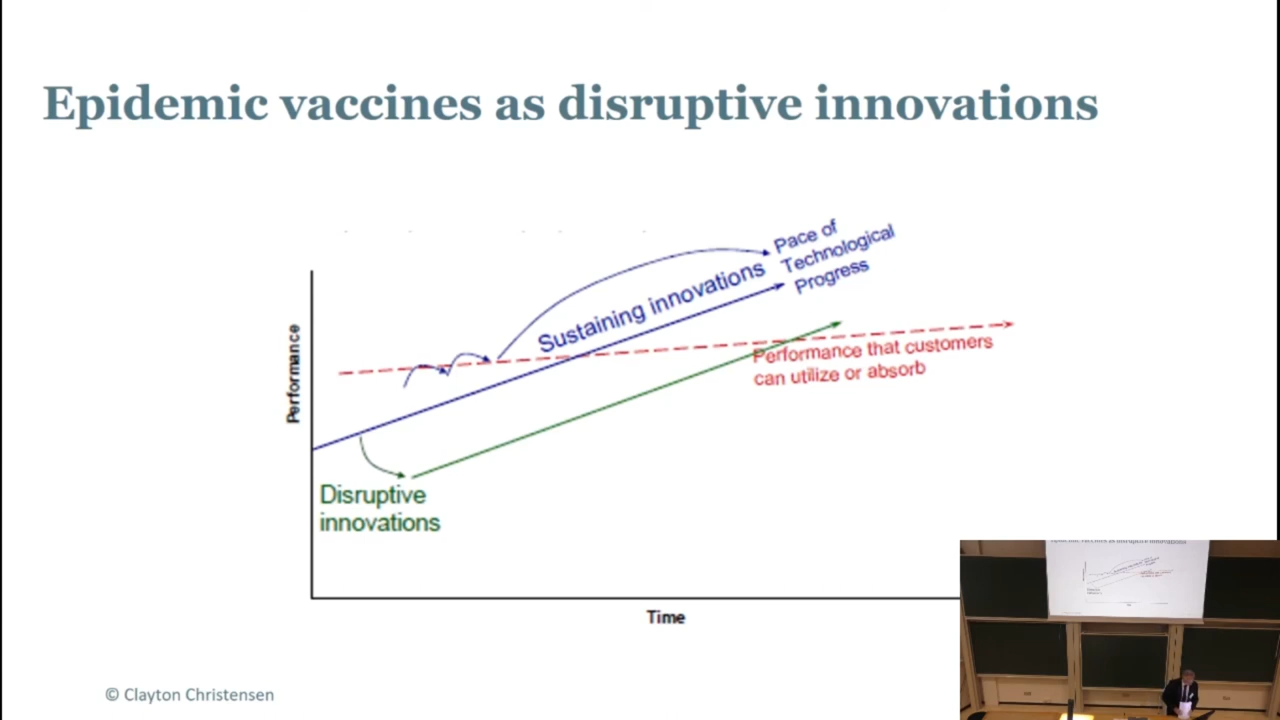 Epidemic vaccines as disruptive innovations
Pace of
Technological
Progress
Sustaining innovations
Performance
Performance that customers
can utilize or absorb
Disruptive
innovations
Time
© Clayton Christensen